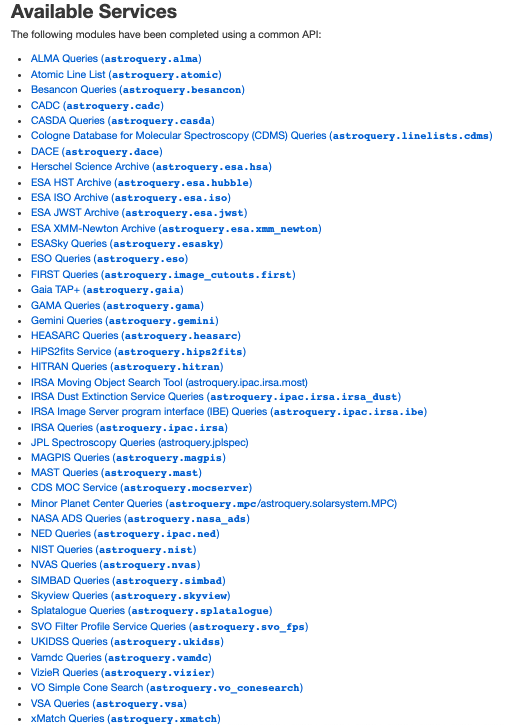 Available Services
The following modules have been completed using a common API:
ALMA Queries (astroquery.alma)
Atomic Line List (astroquery.atomic)
Besancon Queries (astroquery.besancon)
CADC (astroquery.cadc)
CASDA Queries (astroquery.casda)
Cologne Database for Molecular Spectroscopy (CDMS) Queries (astroquery.linelists.cdms)
DACE (astroquery.dace)
Herschel Science Archive (astroquery.esa.hsa)
ESA HST Archive (astroquery.esa.hubble)
ESA ISO Archive (astroquery.esa.iso)
ESA JWST Archive (astroquery.esa.jwst)
ESA XMM-Newton Archive (astroquery.esa.xmm_newton)
ESASky Queries (astroquery.esasky)
ESO Queries (astroquery.eso)
FIRST Queries (astroquery.image_cutouts.first)
Gaia TAP+ (astroquery.gaia)
GAMA Queries (astroquery.gama)
Gemini Queries (astroquery.gemini)
HEASARC Queries (astroquery.heasarc)
HiPS2fits Service (astroquery.hips2fits)
HITRAN Queries (astroquery.hitran)
IRSA Moving Object Search Tool (astroquery.ipac.irsa.most)
IRSA Dust Extinction Service Queries (astroquery.ipac.irsa.irsa_dust)
IRSA Image Server program interface (IBE) Queries (astroquery.ipac.irsa.ibe)
IRSA Queries (astroquery.ipac.irsa)
JPL Spectroscopy Queries (astroquery.jplspec)
MAGPIS Queries (astroquery.magpis)
MAST Queries (astroquery.mast)
CDS MOC Service (astroquery.mocserver)
Minor Planet Center Queries (astroquery.mpc/astroquery.solarsystem.MPC)
NASA ADS Queries (astroquery.nasa_ads)
NED Queries (astroquery.ipac.ned)
NIST Queries (astroquery.nist)
NVAS Queries (astroquery.nvas)
SIMBAD Queries (astroquery.simbad)
Skyview Queries (astroquery.skyview)
Splatalogue Queries (astroquery.splatalogue)
SVO Filter Profile Service Queries (astroquery.svo_fps)
UKIDSS Queries (astroquery.ukidss)
Vamdc Queries (astroquery.vamdc)
VizieR Queries (astroquery.vizier)
VO Simple Cone Search (astroquery.vo_conesearch)
VSA Queries (astroquery.vsa)
xMatch Queries (astroquery.xmatch)